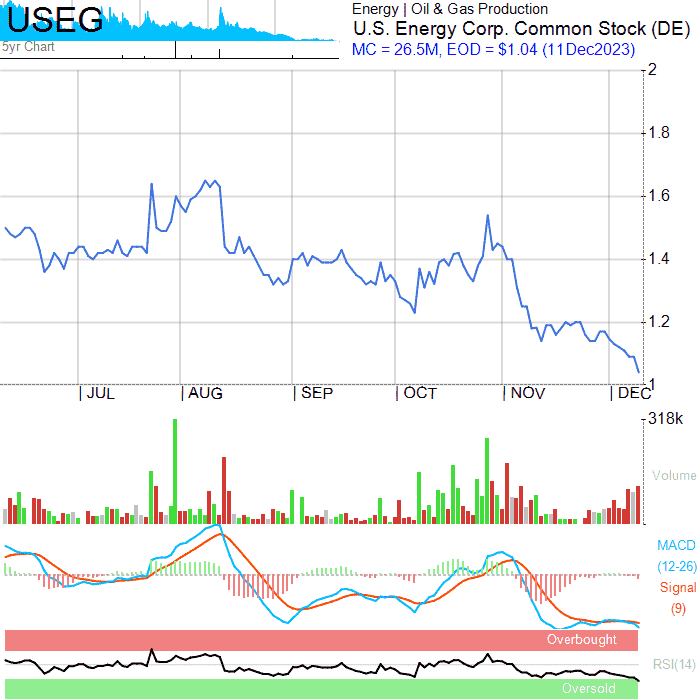 USEG
5yr Chart
Energy | Oil & Gas Production
U.S. Energy Corp. Common Stock (DE)
MC = 26.5M, EOD = $1.04 (11Dec2023)
2
1.8
1.6
1.4
1.2
1
JUL AUG SEP OCT NOV DEC
318k
Volume
MACD
(12-26)
Signal
(9)
Overbought
RSI(14)
Oversold